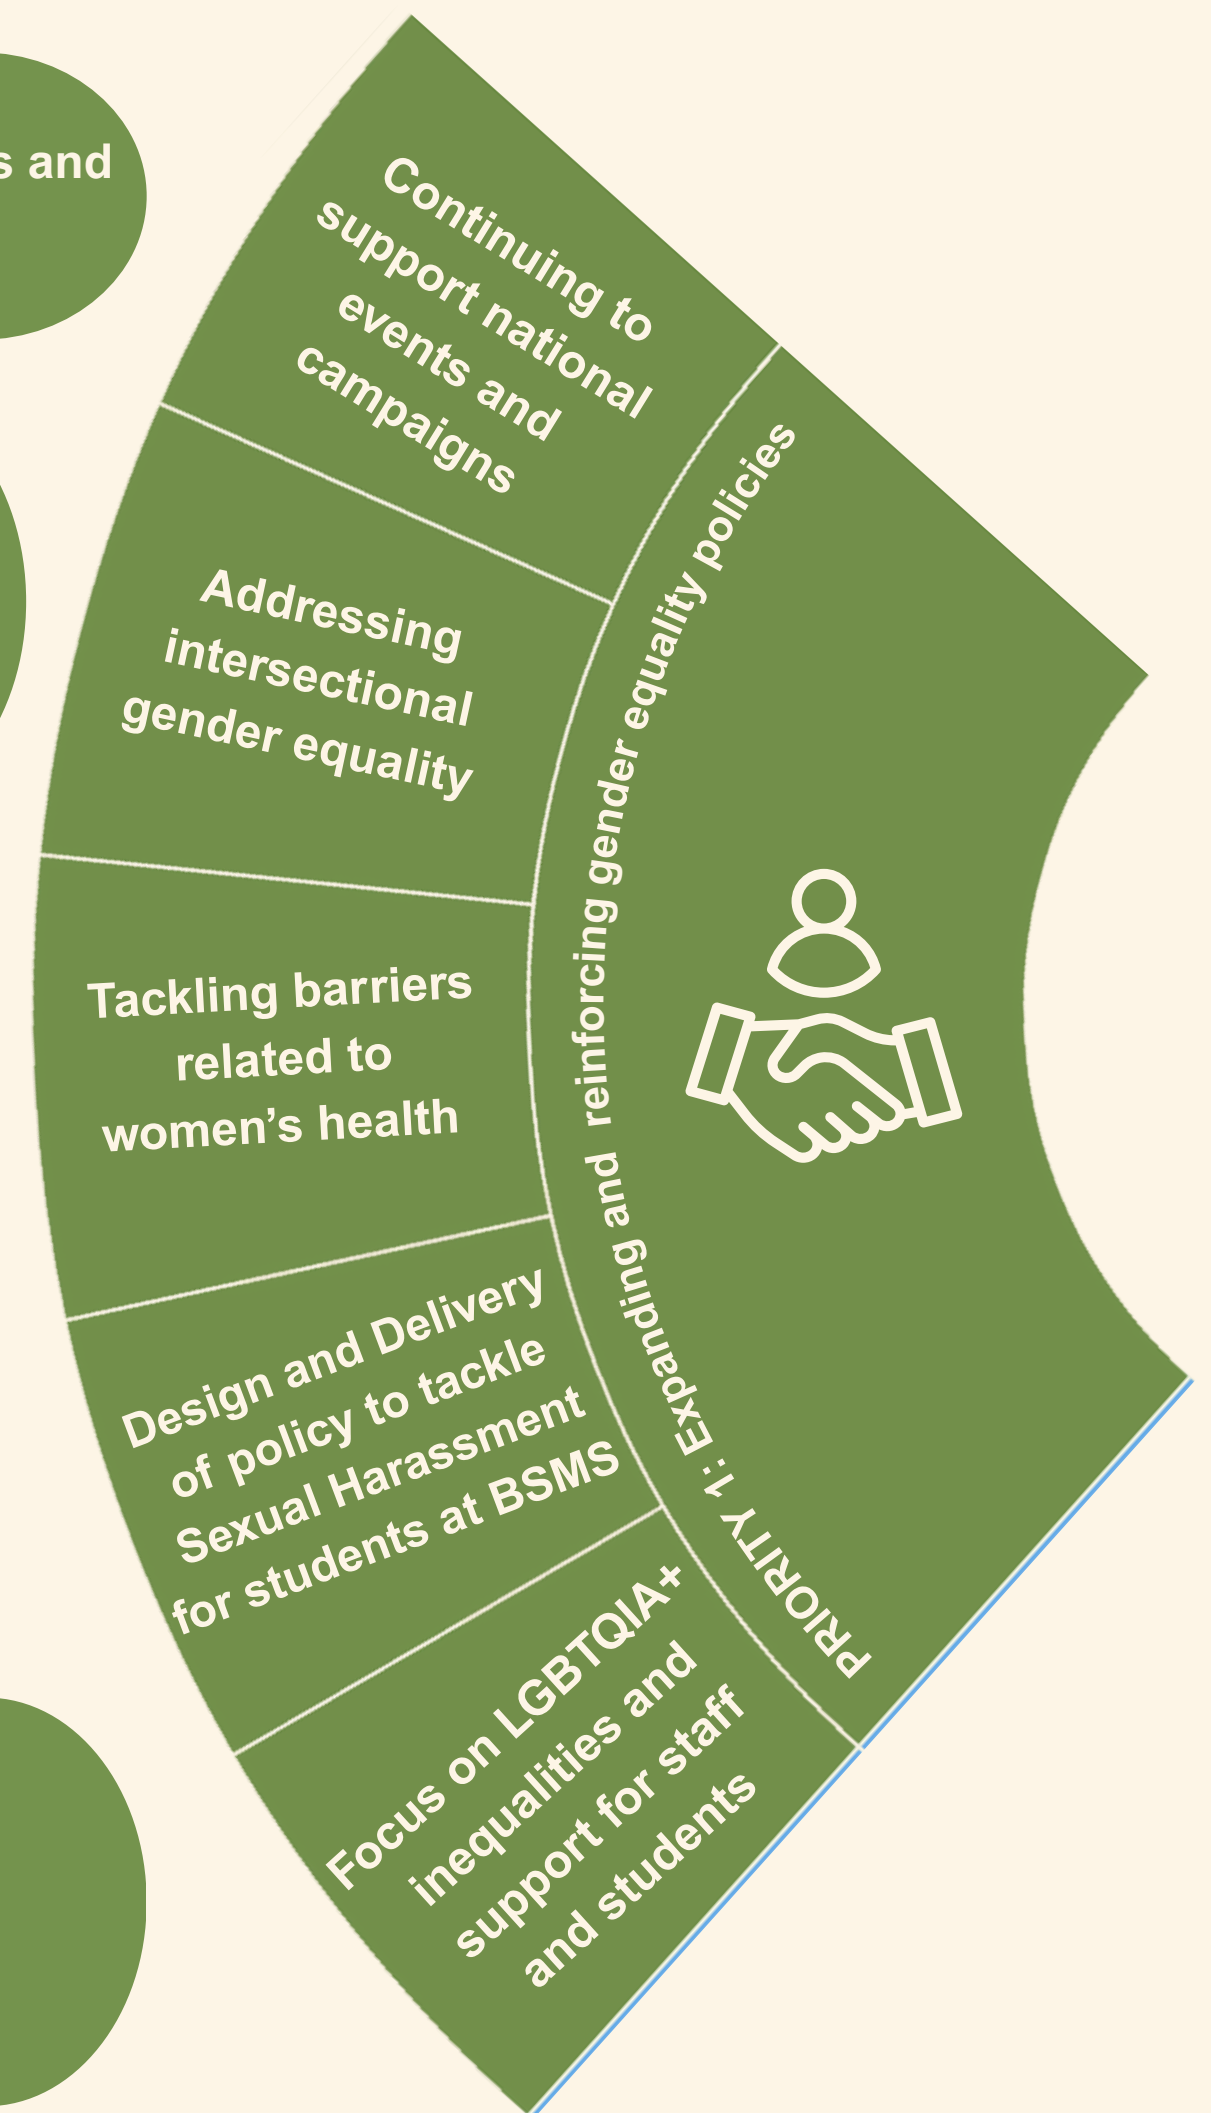 s and
Continuing to
support national
events and
campaigns
Addressing
intersectional
gender equality
Tackling barriers
related to
women’s health
Design and Delivery
of policy to tackle
Sexual Harassment
for students at BSMS
Focus on LGBTQIA+
inequalities and
support for staff
and students
PRIORITY 1: Expanding and reinforcing gender equality policies